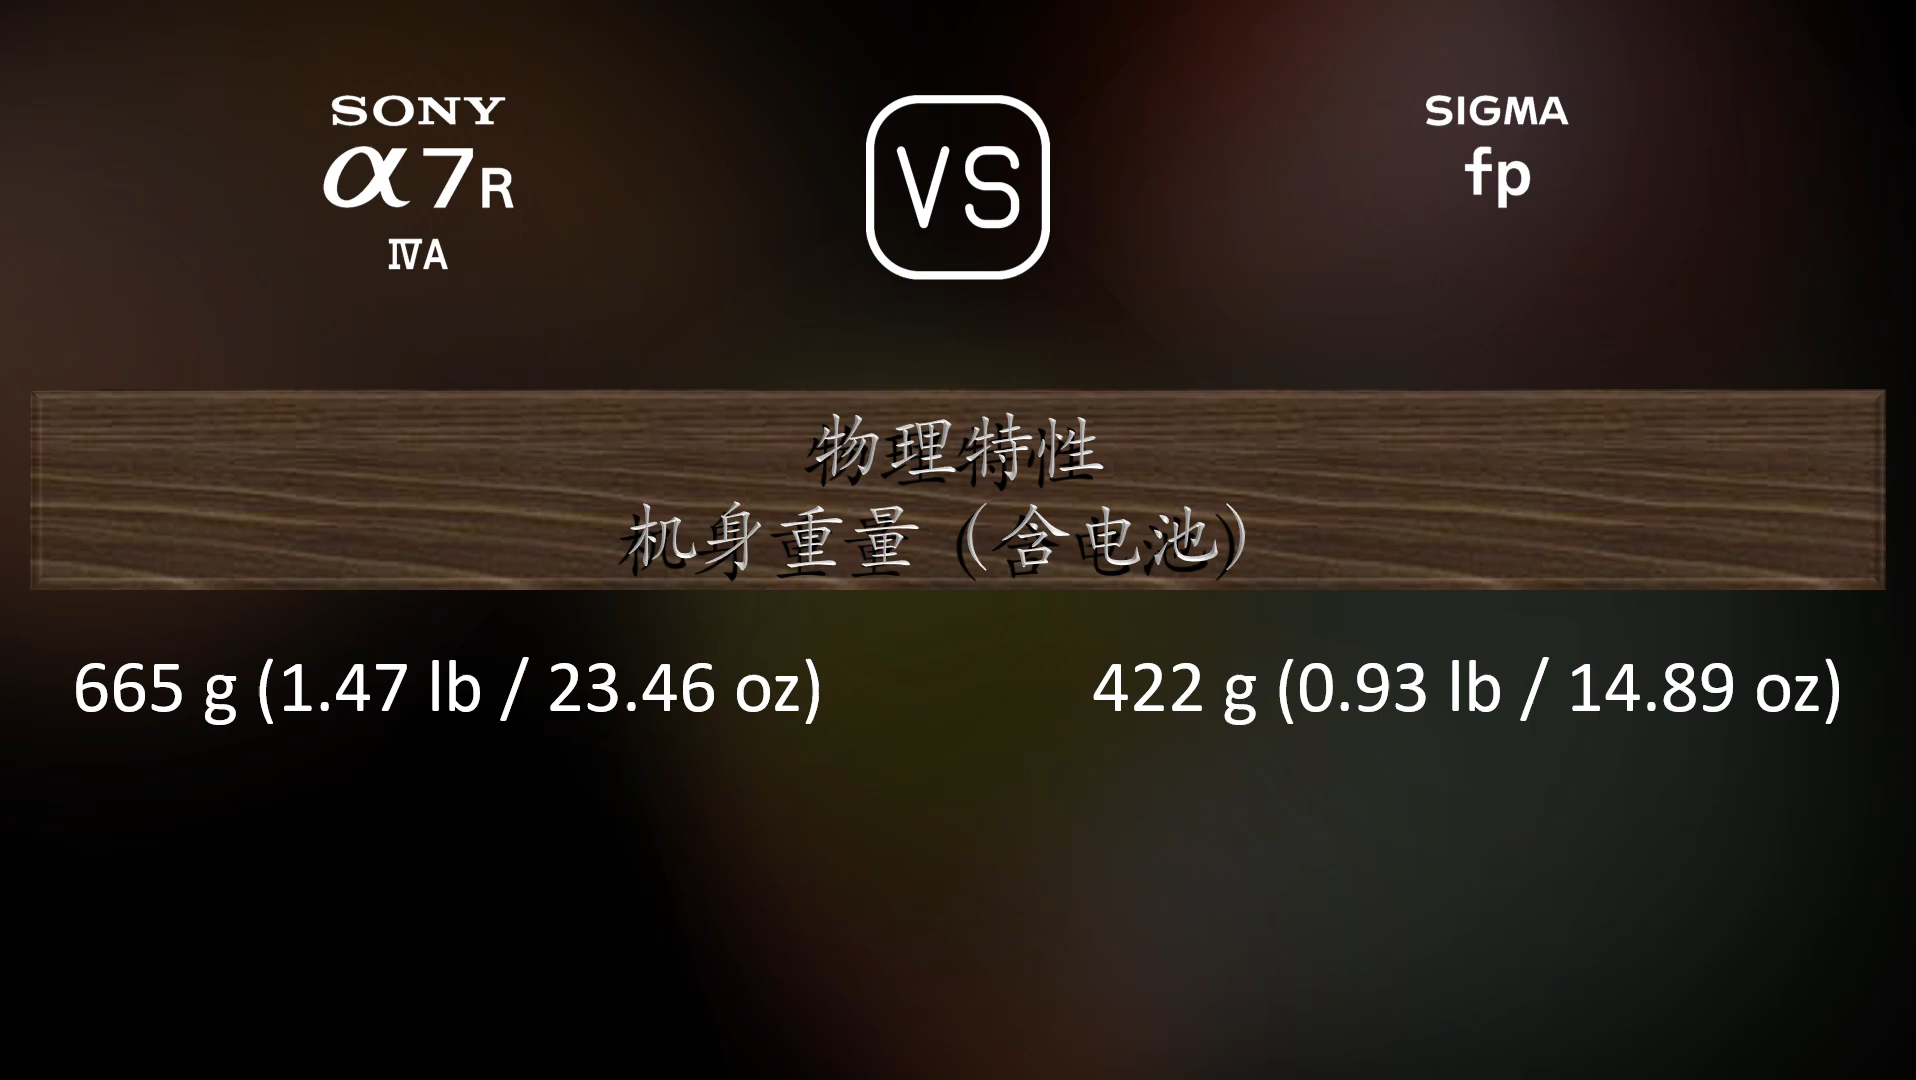 SONY
α7R
IVA
VS
SIGMA
fp
物理特性
机身重量（含电池）
665 g (1.47 lb / 23.46 oz)
422 g (0.93 lb / 14.89 oz)